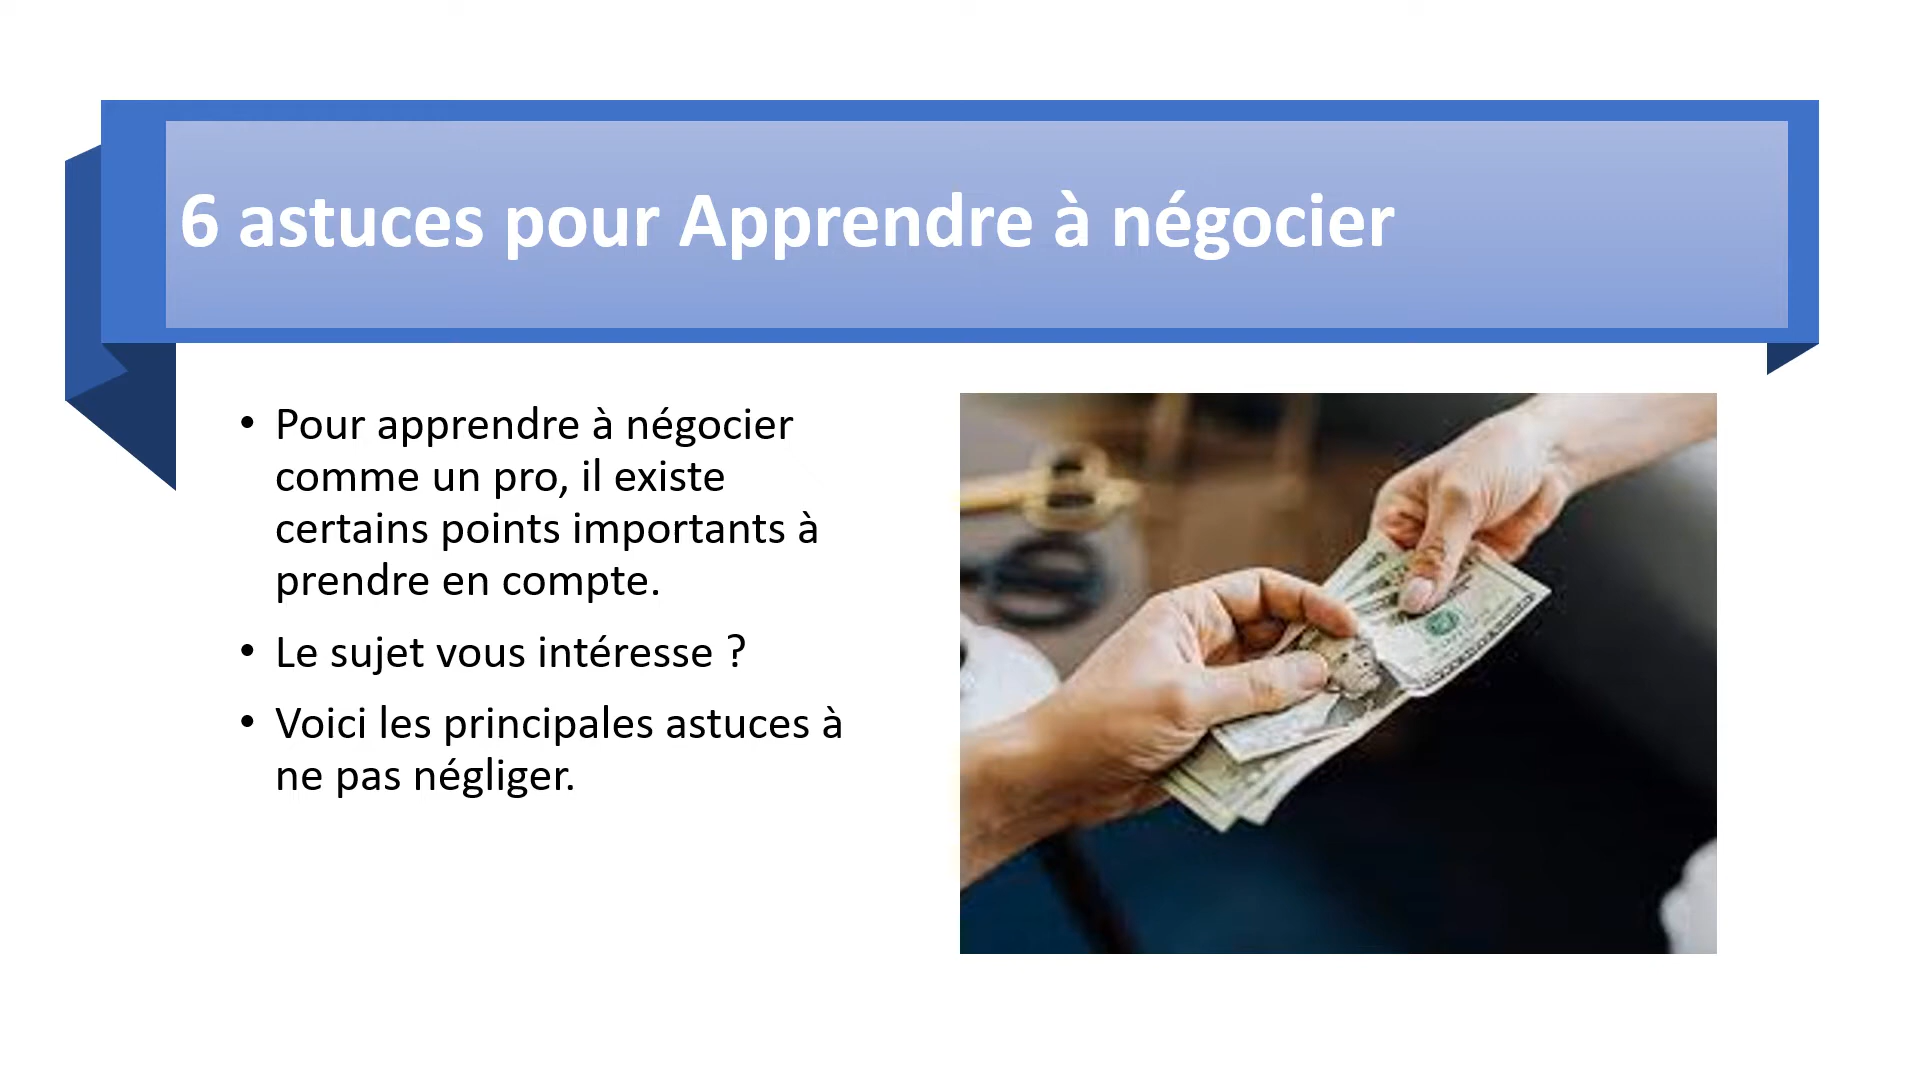 6 astuces pour Apprendre à négocier
• Pour apprendre à négocier
comme un pro, il existe
certains points importants à
prendre en compte.
• Le sujet vous intéresse ?
• Voici les principales astuces à
ne pas négliger.